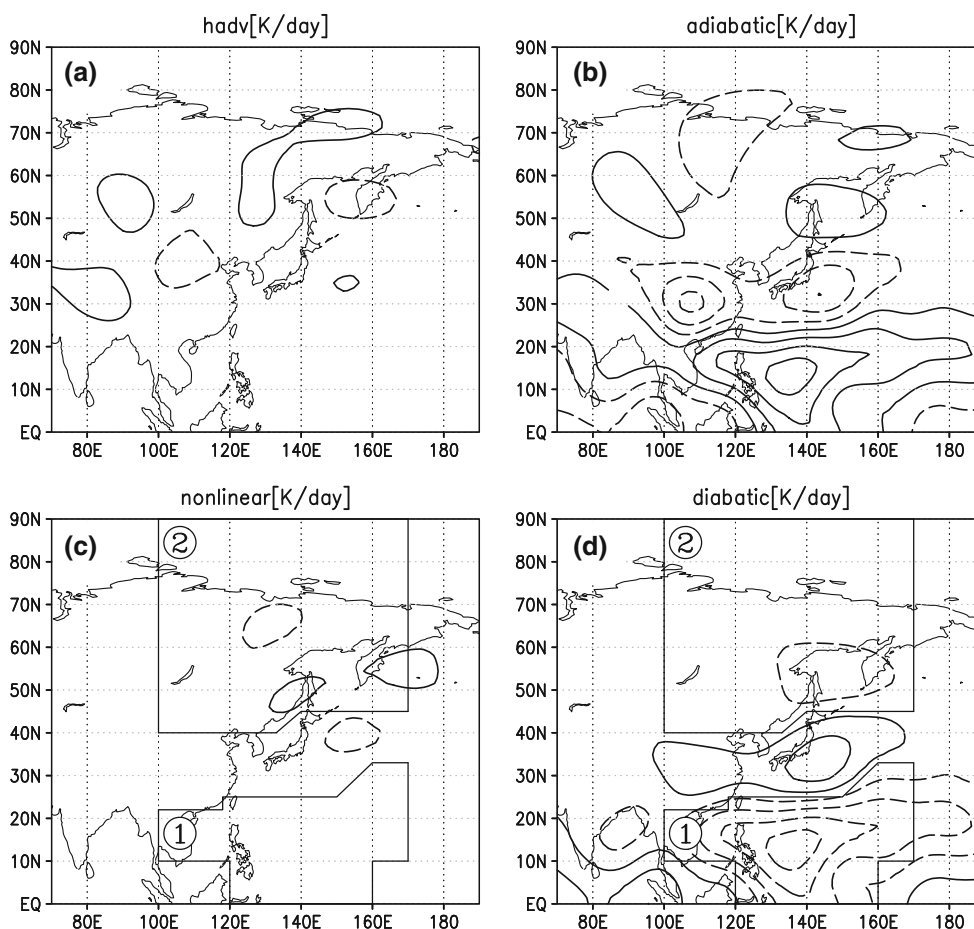 hadv[K/day]
(a)
90N
80N
70N
60N
50N
40N
30N
20N
10N
EQ
80E 100E 120E 140E 160E 180
adiabatic[K/day]
(b)
90N
80N
70N
60N
50N
40N
30N
20N
10N
EQ
80E 100E 120E 140E 160E 180
nonlinear[K/day]
(c)
2
1
90N
80N
70N
60N
50N
40N
30N
20N
10N
EQ
80E 100E 120E 140E 160E 180
diabatic[K/day]
(d)
2
1
90N
80N
70N
60N
50N
40N
30N
20N
10N
EQ
80E 100E 120E 140E 160E 180